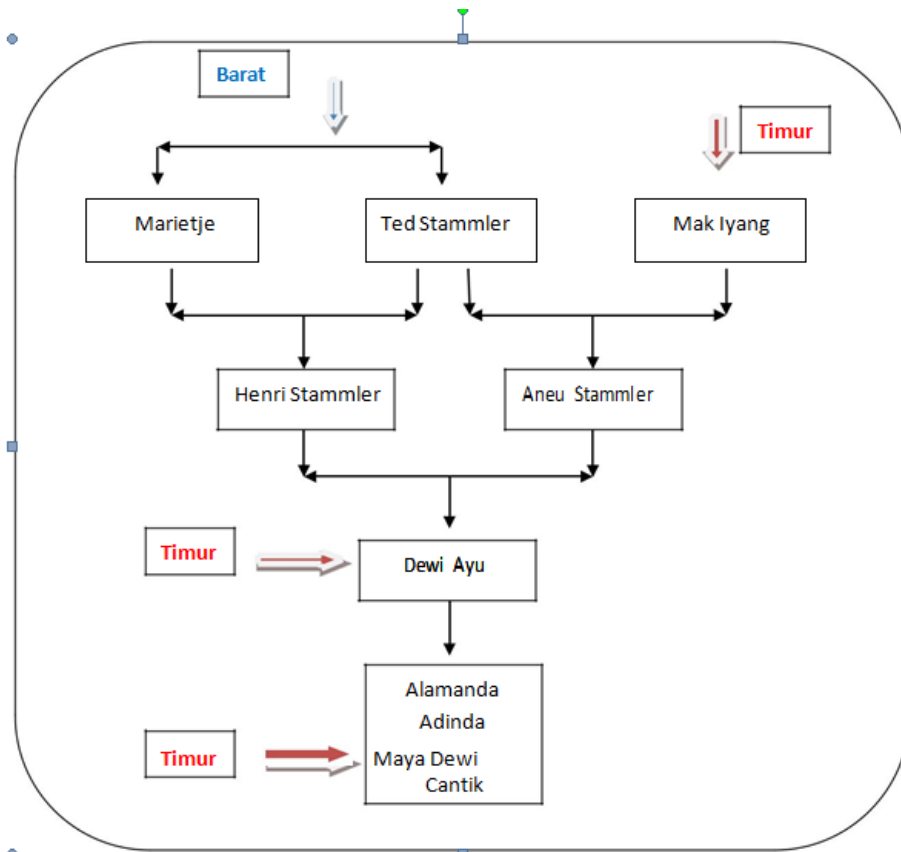 Barat
Timur
Marietje
Ted Stammler
Mak Iyang
Henri Stammler
Aneu Stammler
Timur
Dewi Ayu
Alamanda
Adinda
Timur
Maya Dewi
Cantik